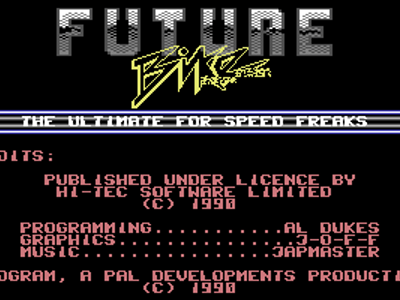 FUTURE
Bike
THE ULTIMATE FOR SPEED FREAKS
DITS:
PUBLISHED UNDER LICENCE BY
HI-TEC SOFTWARE LIMITED
(C) 1990
PROGRAMMING...........AL DUKES
GRAPHICS...............J-O-F-F
MUSIC................JAPMASTER
OGRAM, A PAL DEVELOPMENTS PRODUCTI
(C) 1990